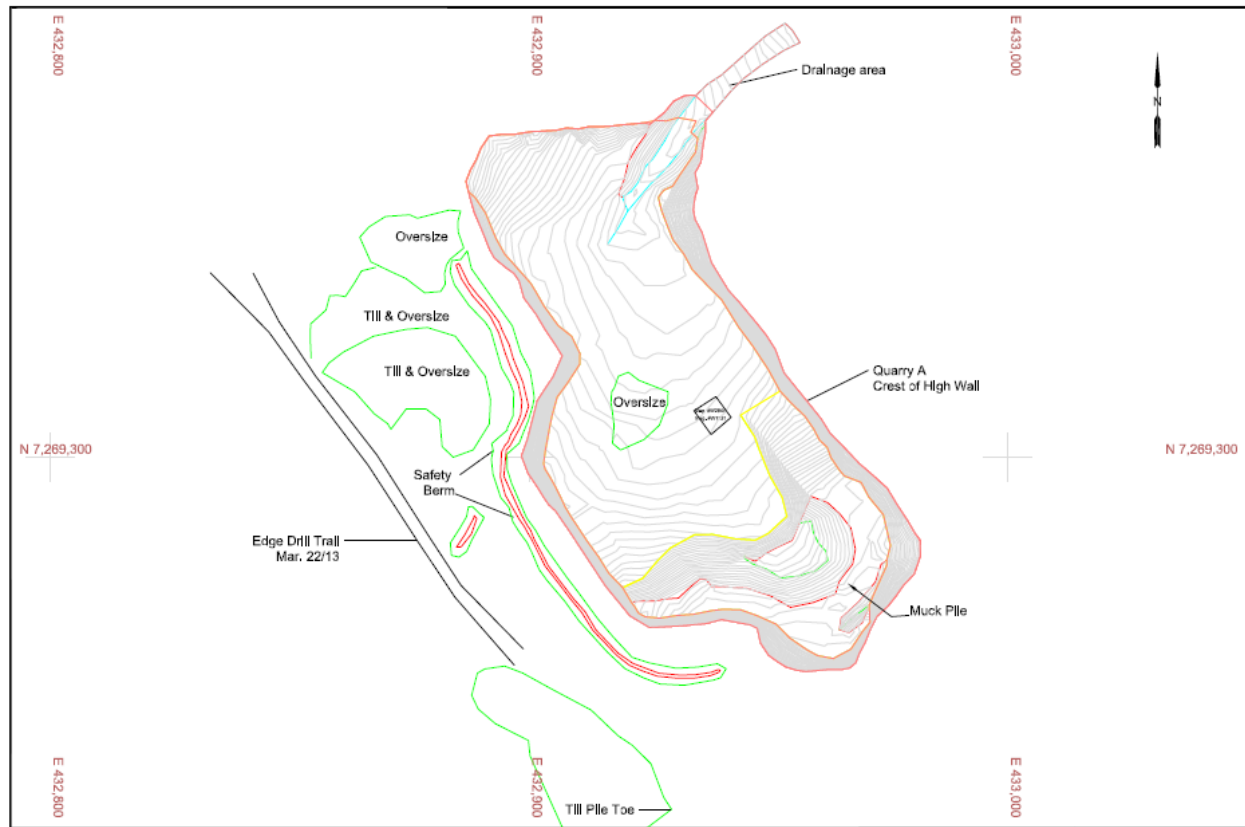 E 432,800
E 432,900
E 433,000
Drainage area
N
Oversize
Till & Oversize
Till & Oversize
Oversize
Quarry A
Crest of High Wall
N 7,269,300
N 7,269,300
Safety
Berm
Edge Drill Trail
Mar. 22/13
Muck Pile
E 432,800
E 432,900
E 433,000
Till Pile Toe